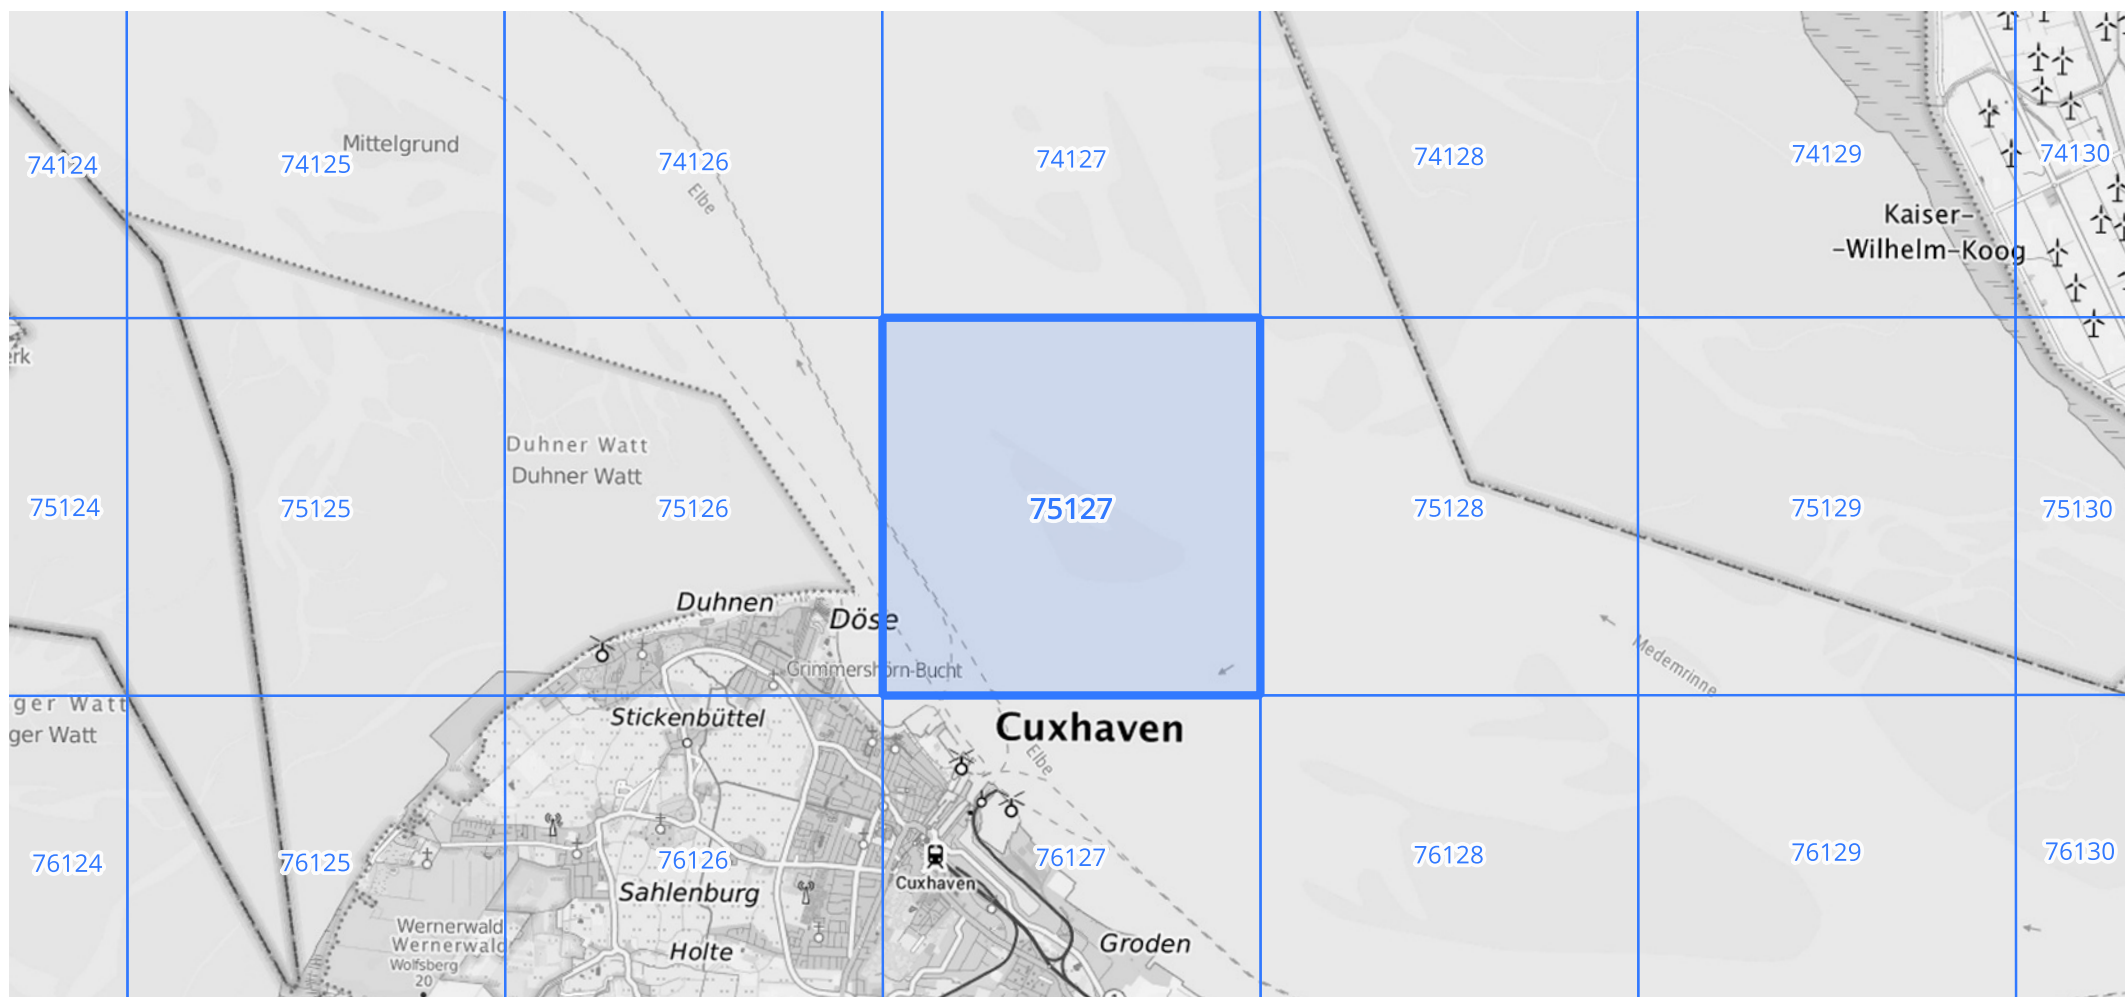 Mittelgrund
74124
74125
74126
74127
74128
74129
74130
Elbe
Kaiser-
-Wilhelm-Koog
erk
Duhner Watt
Duhner Watt
75124
75125
75126
75127
75128
75129
75130
Duhnen
Döse
Grimmershörn-Bucht
Medemrinne
ger Watt
ger Watt
Stickenbüttel
Cuxhaven
Elbe
76124
76125
76126
76127
76128
76129
76130
Cuxhaven
Sahlenburg
Wernerwald
Wernerwald
Wolfsberg
20
Holte
Groden